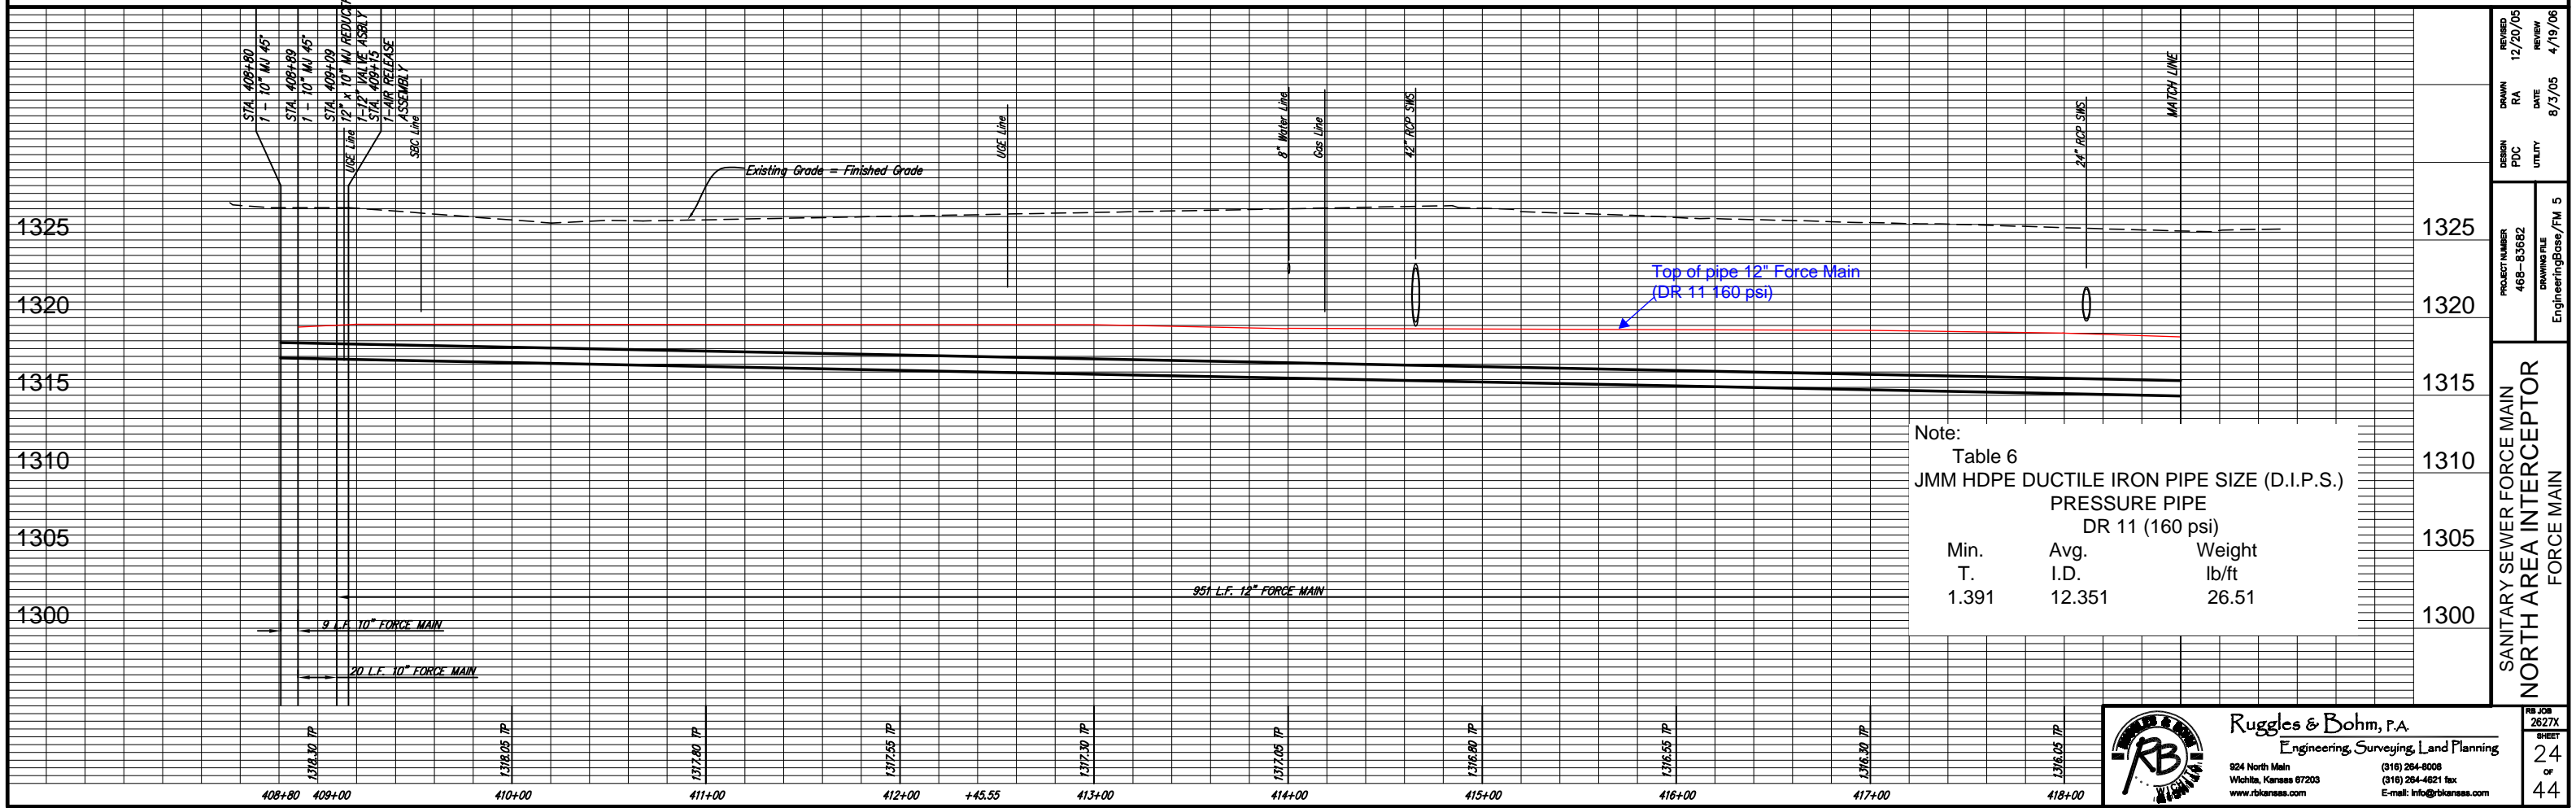 STA. 408+80
1 - 10" MJ 45°
STA. 408+89
1 - 10" MJ 45°
STA. 409+09
12" x 10" MJ REDUCER
1-12" VALVE ASBLY
STA. 409+15
1-AIR RELEASE
ASSEMBLY
UGE Line
SBC Line
UGE Line
8" Water Line
Gas Line
42" RCP SWS
24" RCP SWS
MATCH LINE
Existing Grade = Finished Grade
Top of pipe 12" Force Main
(DR 11 160 psi)
1325
1320
1315
1310
1305
1300
1325
1320
1315
1310
1305
1300
Note:
Table 6
JMM HDPE DUCTILE IRON PIPE SIZE (D.I.P.S.)
PRESSURE PIPE
DR 11 (160 psi)
Min. Avg. Weight
T. I.D. lb/ft
1.391 12.351 26.51
951 L.F. 12" FORCE MAIN
9 L.F. 10" FORCE MAIN
20 L.F. 10" FORCE MAIN
1318.30 TP
1318.05 TP
1317.80 TP
1317.55 TP
1317.30 TP
1317.05 TP
1316.80 TP
1316.55 TP
1316.30 TP
1316.05 TP
408+80 409+00 410+00 411+00 412+00 +45.55 413+00 414+00 415+00 416+00 417+00 418+00
DESIGN
PDC
DRAWN
RA
REVISED
12/20/05
UTILITY
DATE
8/3/05
REVIEW
4/19/06
PROJECT NUMBER
468-83682
DRAWING FILE
EngineeringBase/FM 5
SANITARY SEWER FORCE MAIN
NORTH AREA INTERCEPTOR
FORCE MAIN
RUGGLES & BOHM
RB
WICHITA
Ruggles & Bohm, P.A.
Engineering, Surveying, Land Planning
924 North Main (316) 264-8008
Wichita, Kansas 67203 (316) 264-4621 fax
www.rbkansas.com E-mail: info@rbkansas.com
RB JOB
2627X
SHEET
24
OF
44